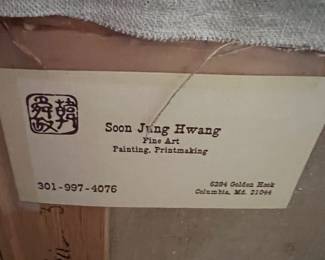 Soon Jung Hwang
Fine Art
Painting, Printmaking
301-997-4076
6294 Golden Hook
Columbia, Md. 21044